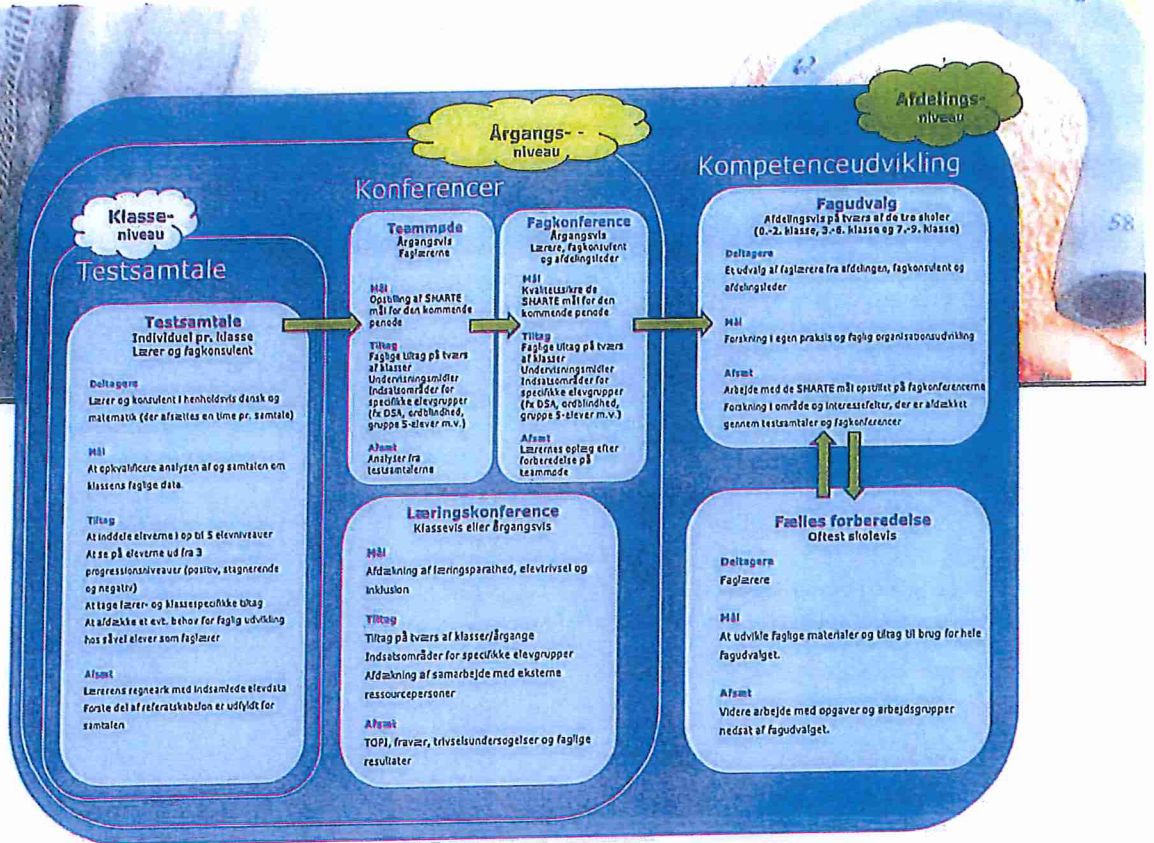 62
58
Afdelings-
niveau
Årgangs- -
niveau
Klasse-
niveau
Testsamtale
Testsamtale
Individuel pr. klasse
Lærer og fagkonsulent
Deltagere
Lærer og konsulent i henholdsvis dansk og
matematik (der afsættes en time pr. samtale)
Mål
At opkvalificere analysen af og samtalen om
klassens faglige data.
Tiltag
At inddele eleverne i op til 5 elevniveauer
At se på eleverne ud fra 3
progressionsniveauer (positiv, stagnerende
og negativ)
At tage lærer- og klassespecifikke tiltag
At afdække et evt. behov for faglig udvikling
hos såvel elever som faglærer
Afsæt
Lærerens regneark med indsamlede elevdata
Første del af referatskabelon er udfyldt før
samtalen
Konferencer
Teammøde
Årgangsvis
Faglærerne
Mål
Opstilling af SMARTE
mål for den kommende
periode
Tiltag
Faglige tiltag på tværs
af klasser
Undervisningsmidler
Indsatsområder for
specifikke elevgrupper
(fx DSA, ordblindhed,
gruppe 5-elever m.v.)
Afsæt
Analyser fra
testsamtalerne
Fagkonference
Årgangsvis
Lærere, fagkonsulent
og afdelingsleder
Mål
Kvalitetssikre de
SMARTE mål for den
kommende periode
Tiltag
Faglige tiltag på tværs
af klasser
Undervisningsmidler
Indsatsområder for
specifikke elevgrupper
(fx DSA, ordblindhed,
gruppe 5-elever m.v.)
Afsæt
Lærernes oplæg efter
forberedelse på
teammøde
Læringskonference
Klassevis eller årgangsvis
Mål
Afdækning af læringsparathed, elevtrivsel og
inklusion
Tiltag
Tiltag på tværs af klasser/årgange
Indsatsområder for specifikke elevgrupper
Afdækning af samarbejde med eksterne
ressourcepersoner
Afsæt
TOPI, fravær, trivselsundersøgelser og faglige
resultater
Kompetenceudvikling
Fagudvalg
Afdelingsvis på tværs af de tre skoler
(0.-2. klasse, 3.-6. klasse og 7.-9. klasse)
Deltagere
Et udvalg af faglærere fra afdelingen, fagkonsulent og
afdelingsleder
Mål
Forskning i egen praksis og faglig organisationsudvikling
Afsæt
Arbejde med de SMARTE mål opstillet på fagkonferencerne
Forskning i område og interessefelter, der er afdækket
gennem testsamtaler og fagkonferencer
Fælles forberedelse
Oftest skolevis
Deltagere
Faglærere
Mål
At udvikle faglige materialer og tiltag til brug for hele
fagudvalget.
Afsæt
Videre arbejde med opgaver og arbejdsgrupper
nedsat af fagudvalget.